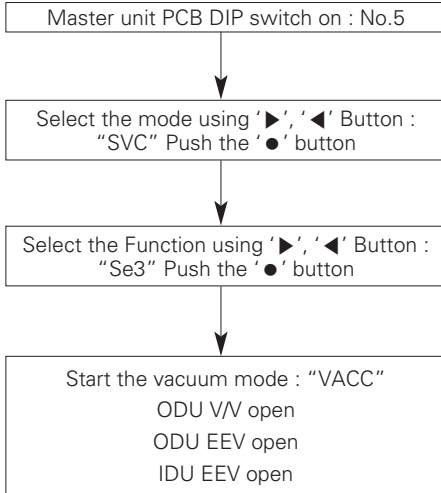 Master unit PCB DIP switch on : No.5
Select the mode using ‘▶’, ‘◀’ Button :
“SVC” Push the ‘●’ button
Select the Function using ‘▶’, ‘◀’ Button :
“Se3” Push the ‘●’ button
Start the vacuum mode : “VACC”
ODU V/V open
ODU EEV open
IDU EEV open